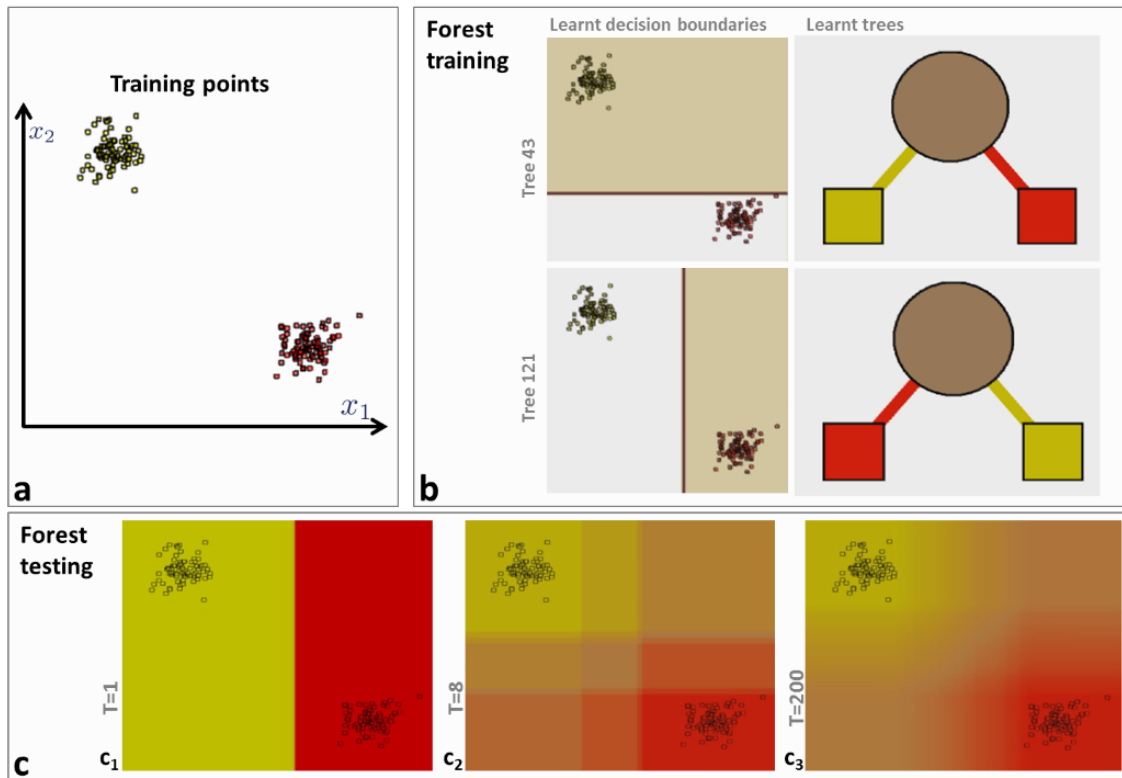 Training points
x₂
x₁
a
Forest
training
Learnt decision boundaries
Learnt trees
Tree 43
Tree 121
b
Forest
testing
T=1
T=8
T=200
c
c₁
c₂
c₃